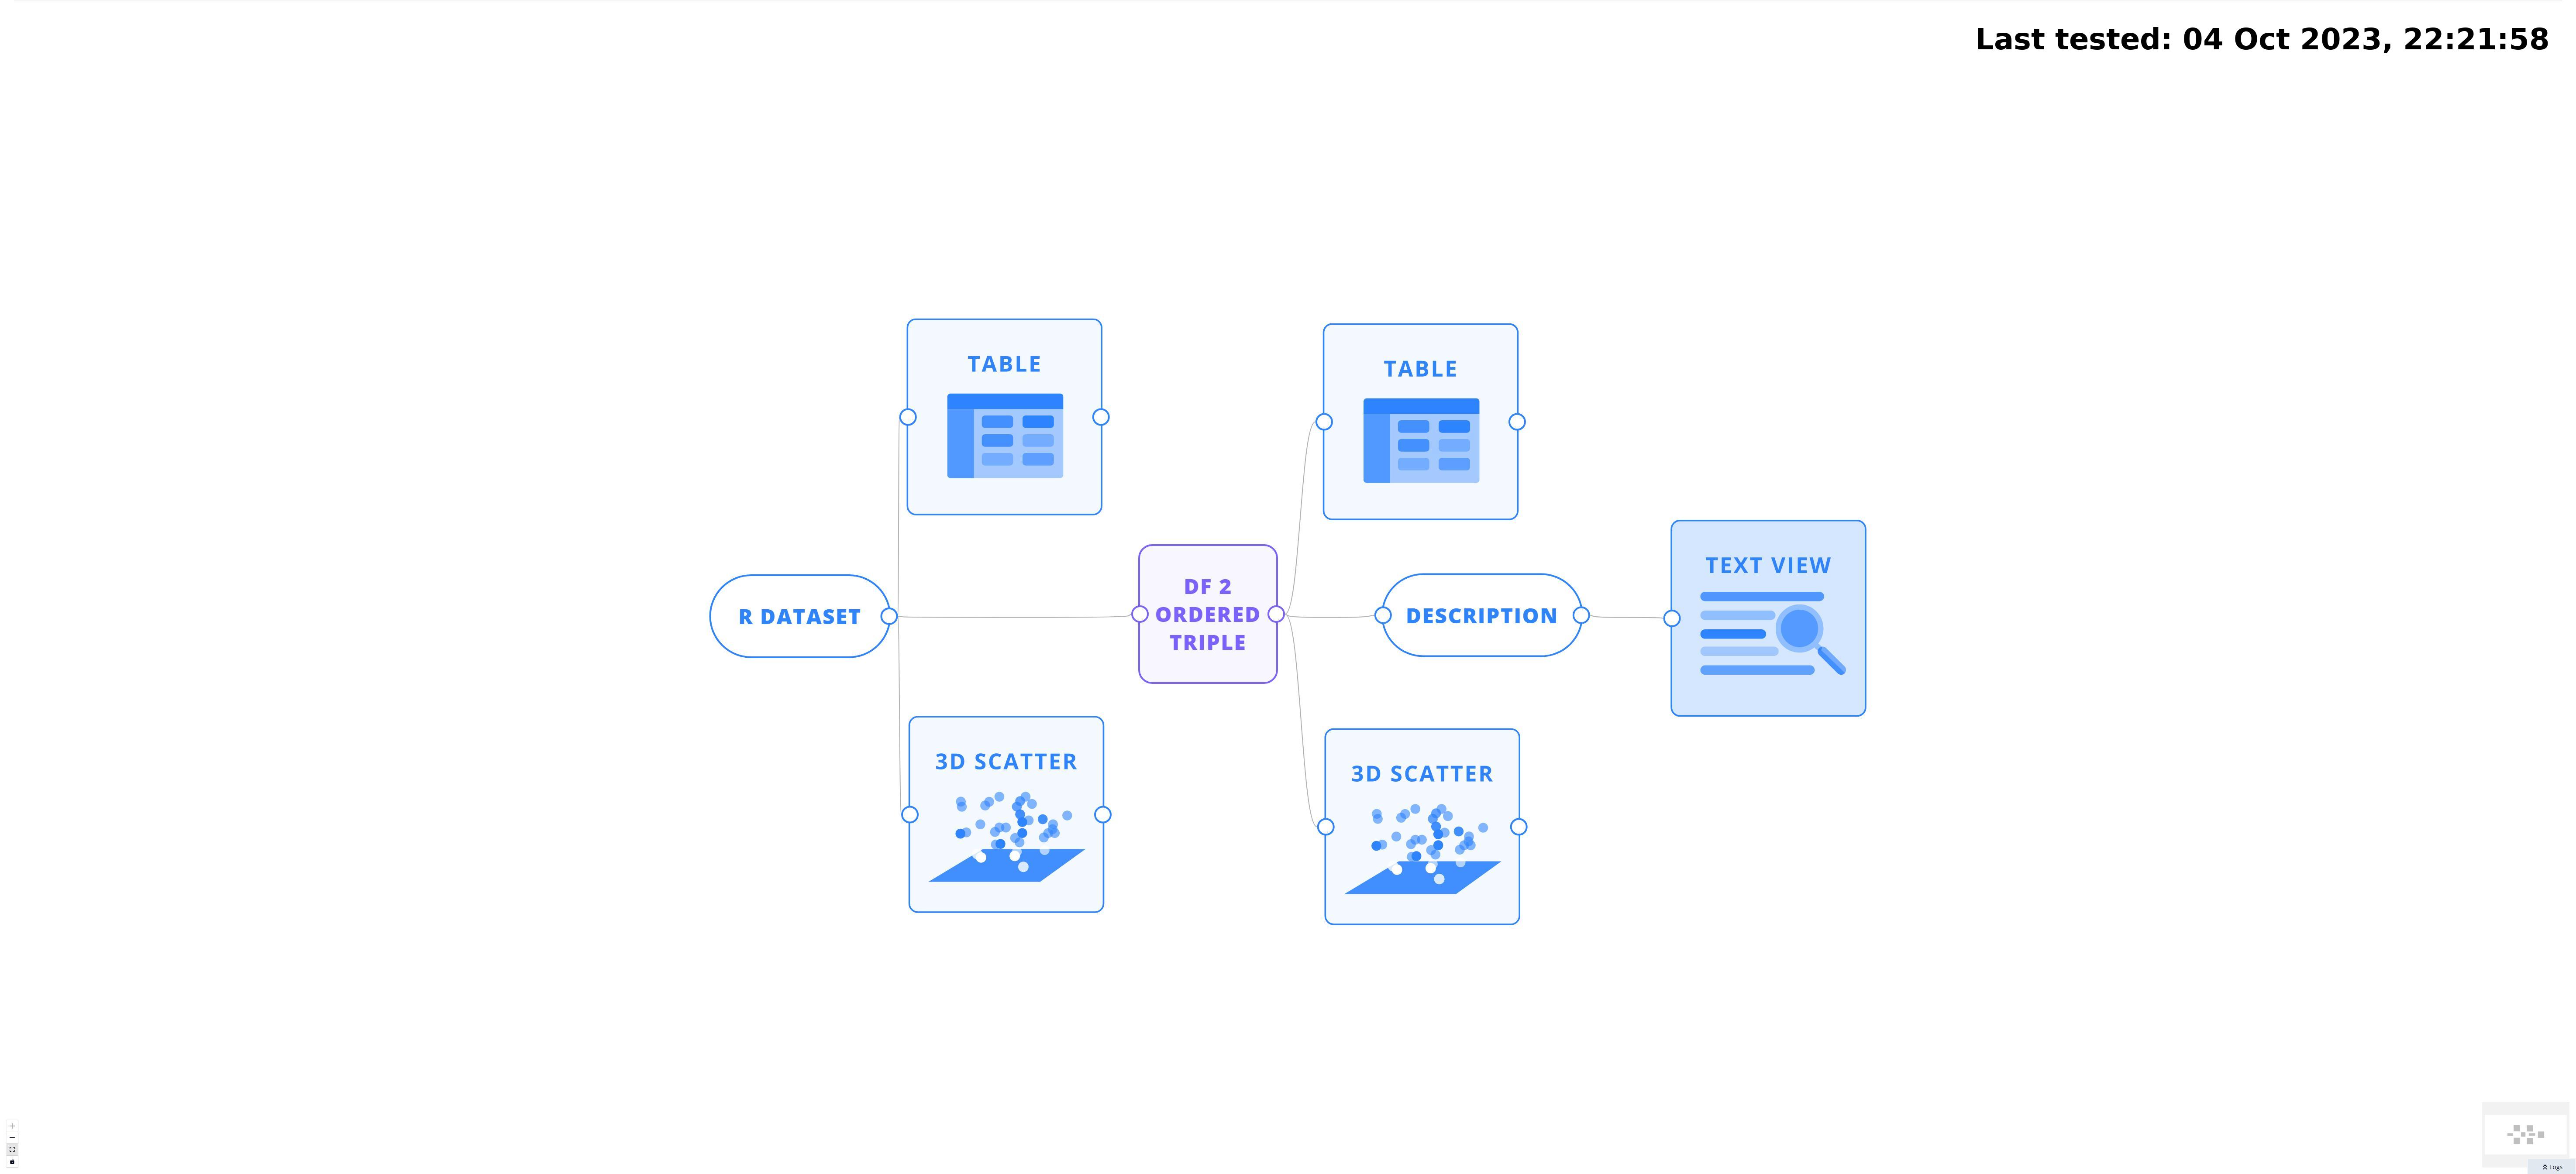 Last tested: 04 Oct 2023, 22:21:58
TABLE
TABLE
R DATASET
DF 2
ORDERED
TRIPLE
DESCRIPTION
TEXT VIEW
3D SCATTER
3D SCATTER
Logs